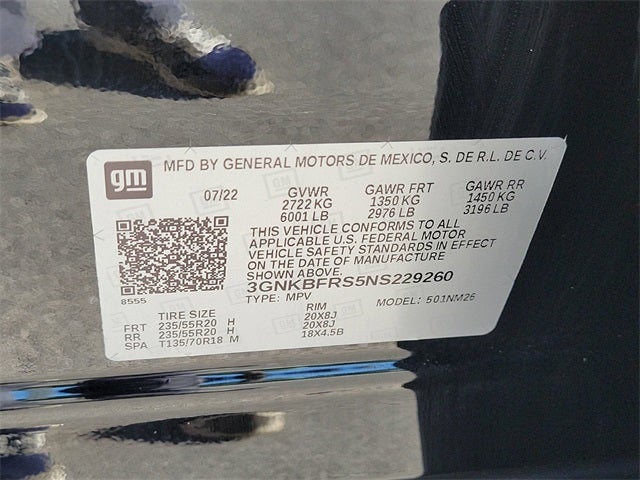 gm
MFD BY GENERAL MOTORS DE MEXICO, S. DE R.L. DE C.V.
07/22 GVWR GAWR FRT GAWR RR
2722 KG 1350 KG 1450 KG
6001 LB 2976 LB 3196 LB
THIS VEHICLE CONFORMS TO ALL
APPLICABLE U.S. FEDERAL MOTOR
VEHICLE SAFETY STANDARDS IN EFFECT
ON THE DATE OF MANUFACTURE
SHOWN ABOVE.
3GNKBFRS5NS229260
8555
TYPE: MPV MODEL: 501NM26
TIRE SIZE RIM
FRT 235/55R20 H 20X8J
RR 235/55R20 H 20X8J
SPA T135/70R18 M 18X4.5B